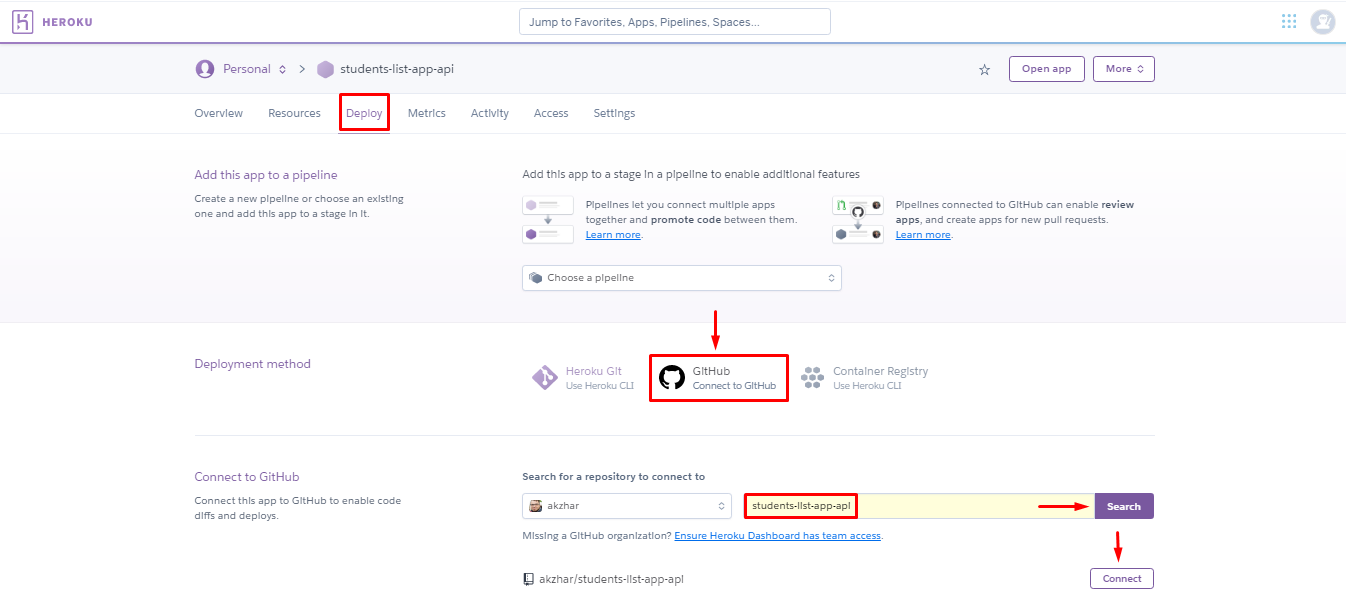 HEROKU
Jump to Favorites, Apps, Pipelines, Spaces...
Personal
students-list-app-api
Open app
More
Overview
Resources
Deploy
Metrics
Activity
Access
Settings
Add this app to a pipeline
Create a new pipeline or choose an existing
one and add this app to a stage in it.
Add this app to a stage in a pipeline to enable additional features
Pipelines let you connect multiple apps
together and promote code between them.
Learn more.
Pipelines connected to GitHub can enable review
apps, and create apps for new pull requests.
Learn more.
Choose a pipeline
Deployment method
Heroku Git
Use Heroku CLI
GitHub
Connect to GitHub
Container Registry
Use Heroku CLI
Connect to GitHub
Connect this app to GitHub to enable code
diffs and deploys.
Search for a repository to connect to
akzhar
students-list-app-api
Search
Missing a GitHub organization? Ensure Heroku Dashboard has team access.
akzhar/students-list-app-api
Connect